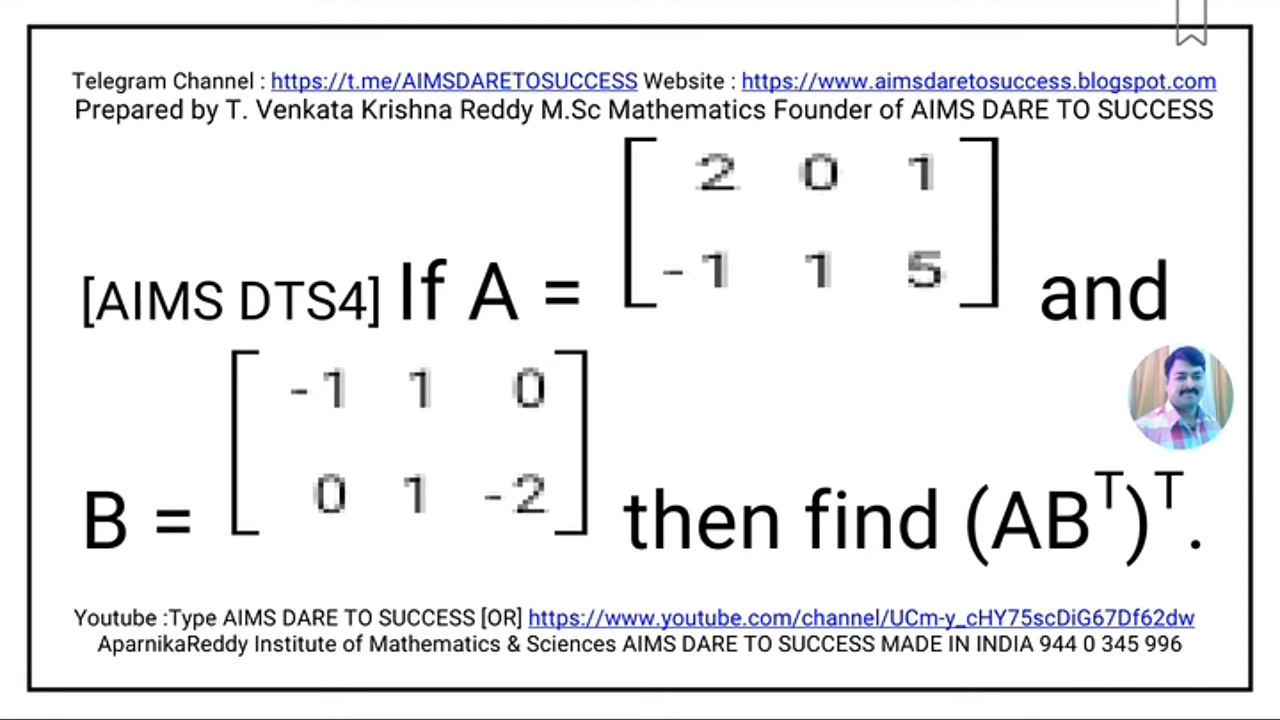 Telegram Channel : https://t.me/AIMSDARETOSUCCESS Website : https://www.aimsdaretosuccess.blogspot.com
Prepared by T. Venkata Krishna Reddy M.Sc Mathematics Founder of AIMS DARE TO SUCCESS
[AIMS DTS4] If A = [ 2 0 1
-1 1 5 ] and
B = [ -1 1 0
0 1 -2 ] then find (ABᵀ)ᵀ.
Youtube :Type AIMS DARE TO SUCCESS [OR] https://www.youtube.com/channel/UCm-y_cHY75scDiG67Df62dw
AparnikaReddy Institute of Mathematics & Sciences AIMS DARE TO SUCCESS MADE IN INDIA 944 0 345 996